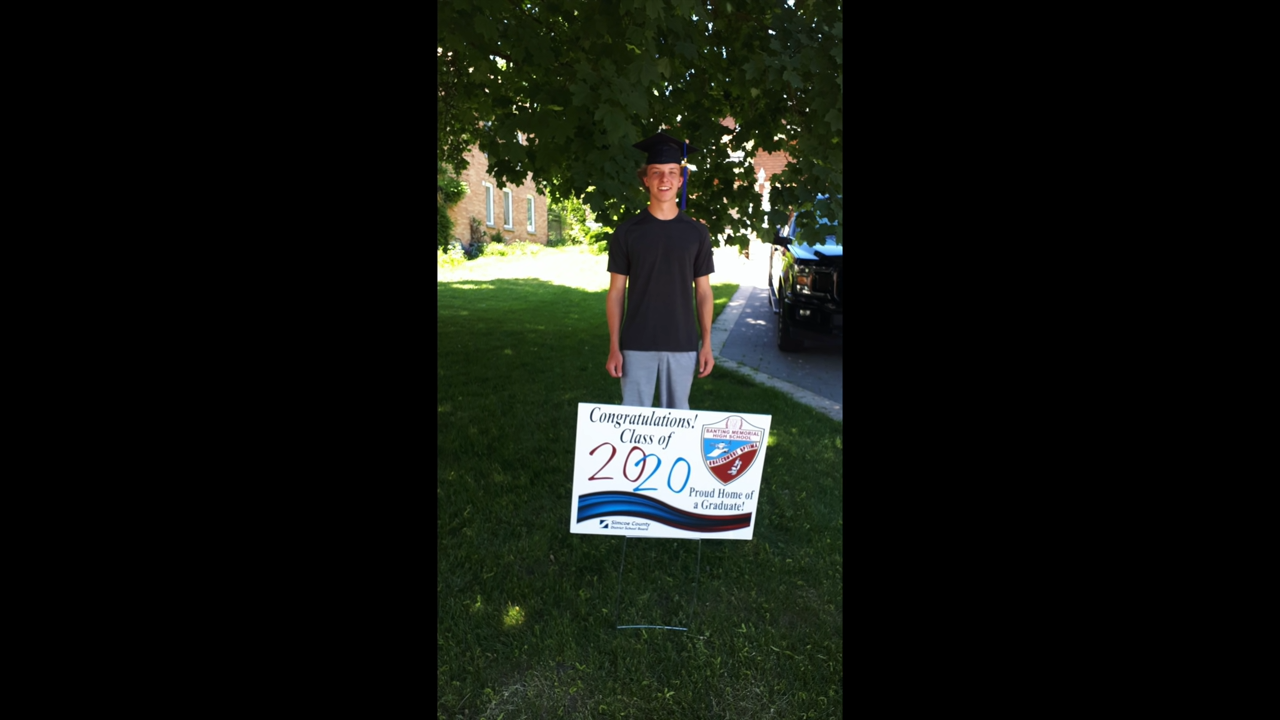 Congratulations!
Class of
2020
BANTING MEMORIAL
HIGH SCHOOL
Proud Home of
a Graduate!
Simcoe County
District School Board